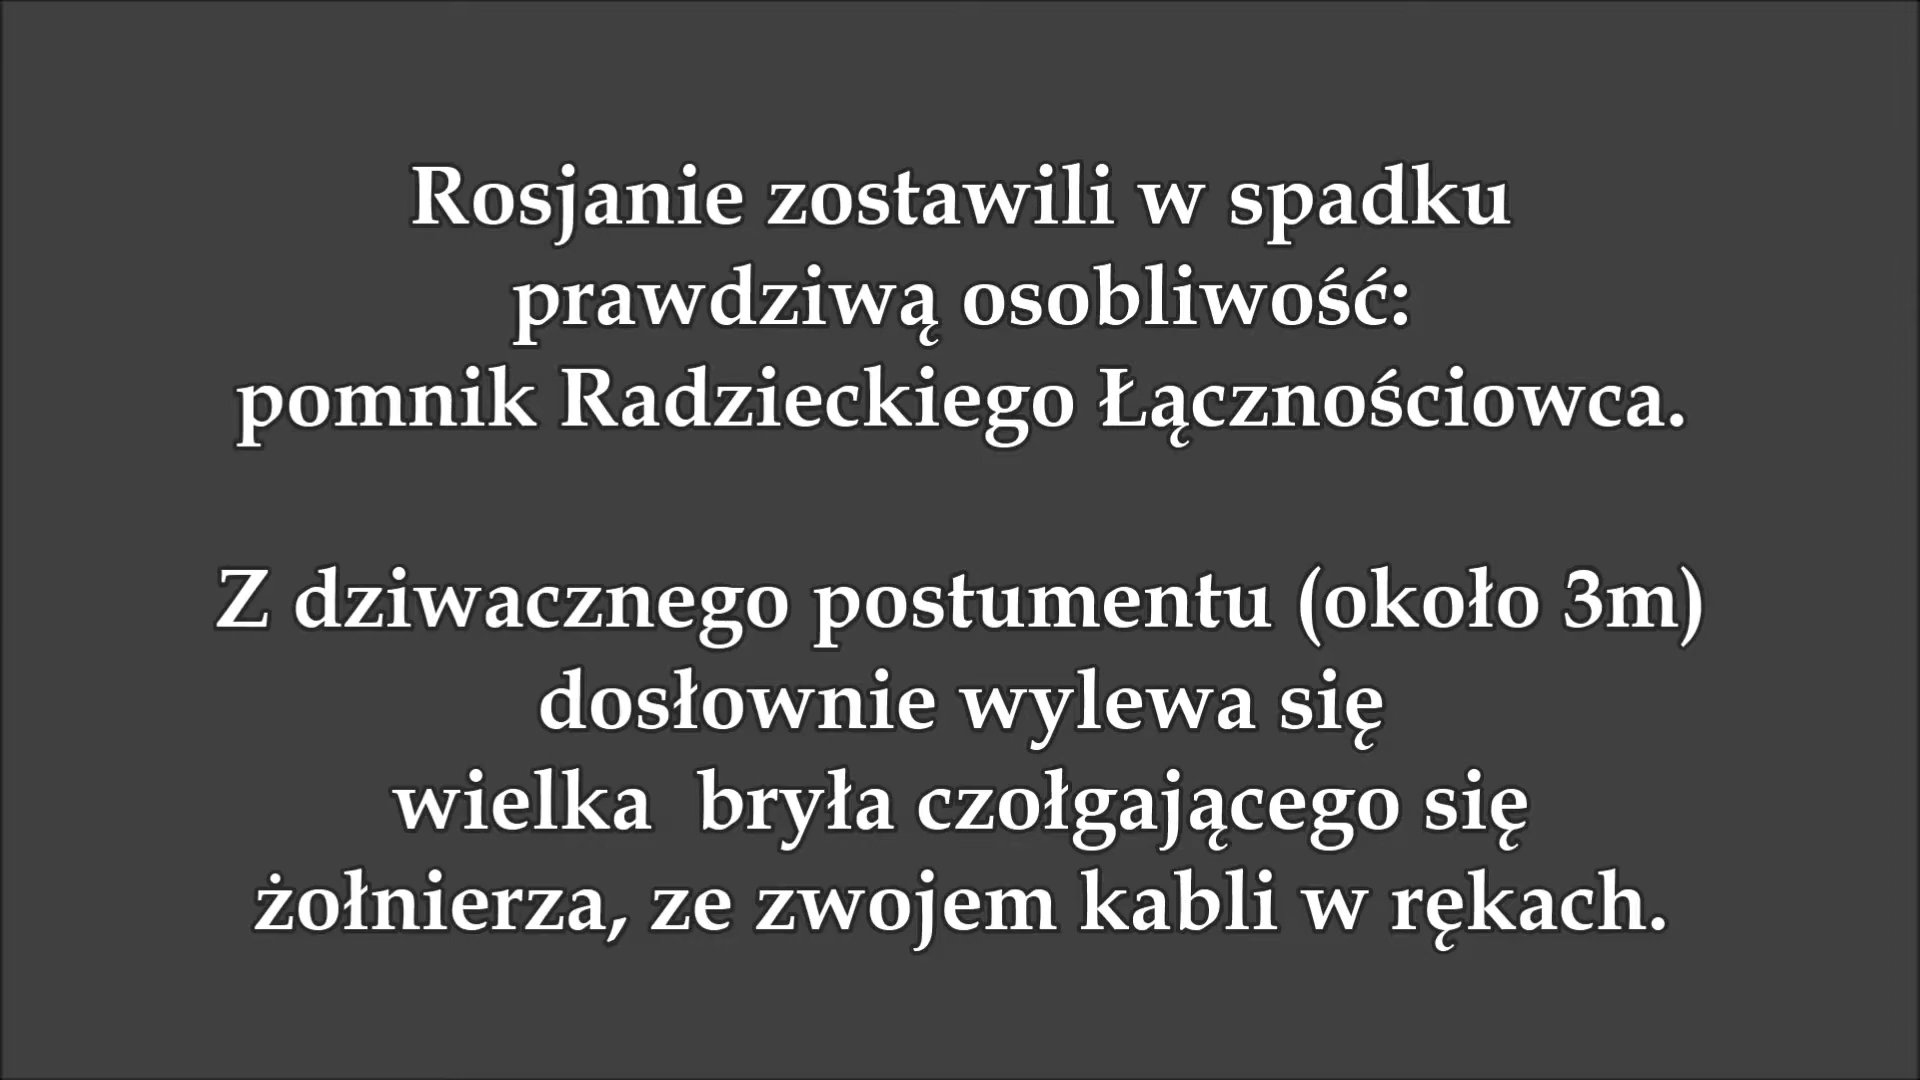 Rosjanie zostawili w spadku
prawdziwą osobliwość:
pomnik Radzieckiego Łącznościowca.
Z dziwacznego postumentu (około 3m)
dosłownie wylewa się
wielka  bryła czołgającego się
żołnierza, ze zwojem kabli w rękach.